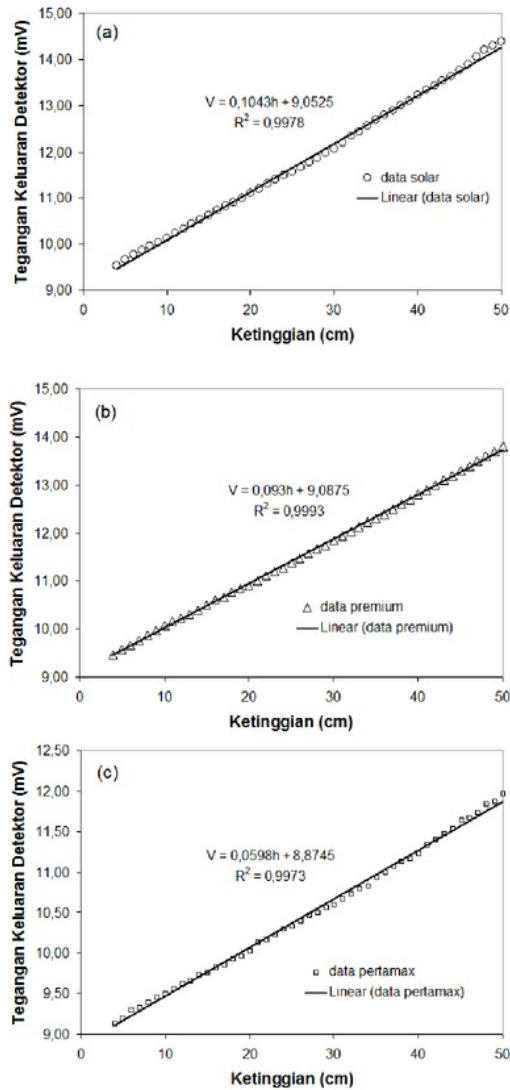 (a)
15,00
14,00
13,00
12,00
11,00
10,00
9,00
Tegangan Keluaran Detektor (mV)
V = 0,1043h + 9,0525
R² = 0,9978
data solar
Linear (data solar)
0 10 20 30 40 50
Ketinggian (cm)
(b)
15,00
14,00
13,00
12,00
11,00
10,00
9,00
Tegangan Keluaran Detektor (mV)
V = 0,093h + 9,0875
R² = 0,9993
data premium
Linear (data premium)
0 10 20 30 40 50
Ketinggian (cm)
(c)
12,50
12,00
11,50
11,00
10,50
10,00
9,50
9,00
Tegangan Keluaran Detektor (mV)
V = 0,0598h + 8,8745
R² = 0,9973
data pertamax
Linear (data pertamax)
0 10 20 30 40 50
Ketinggian (cm)